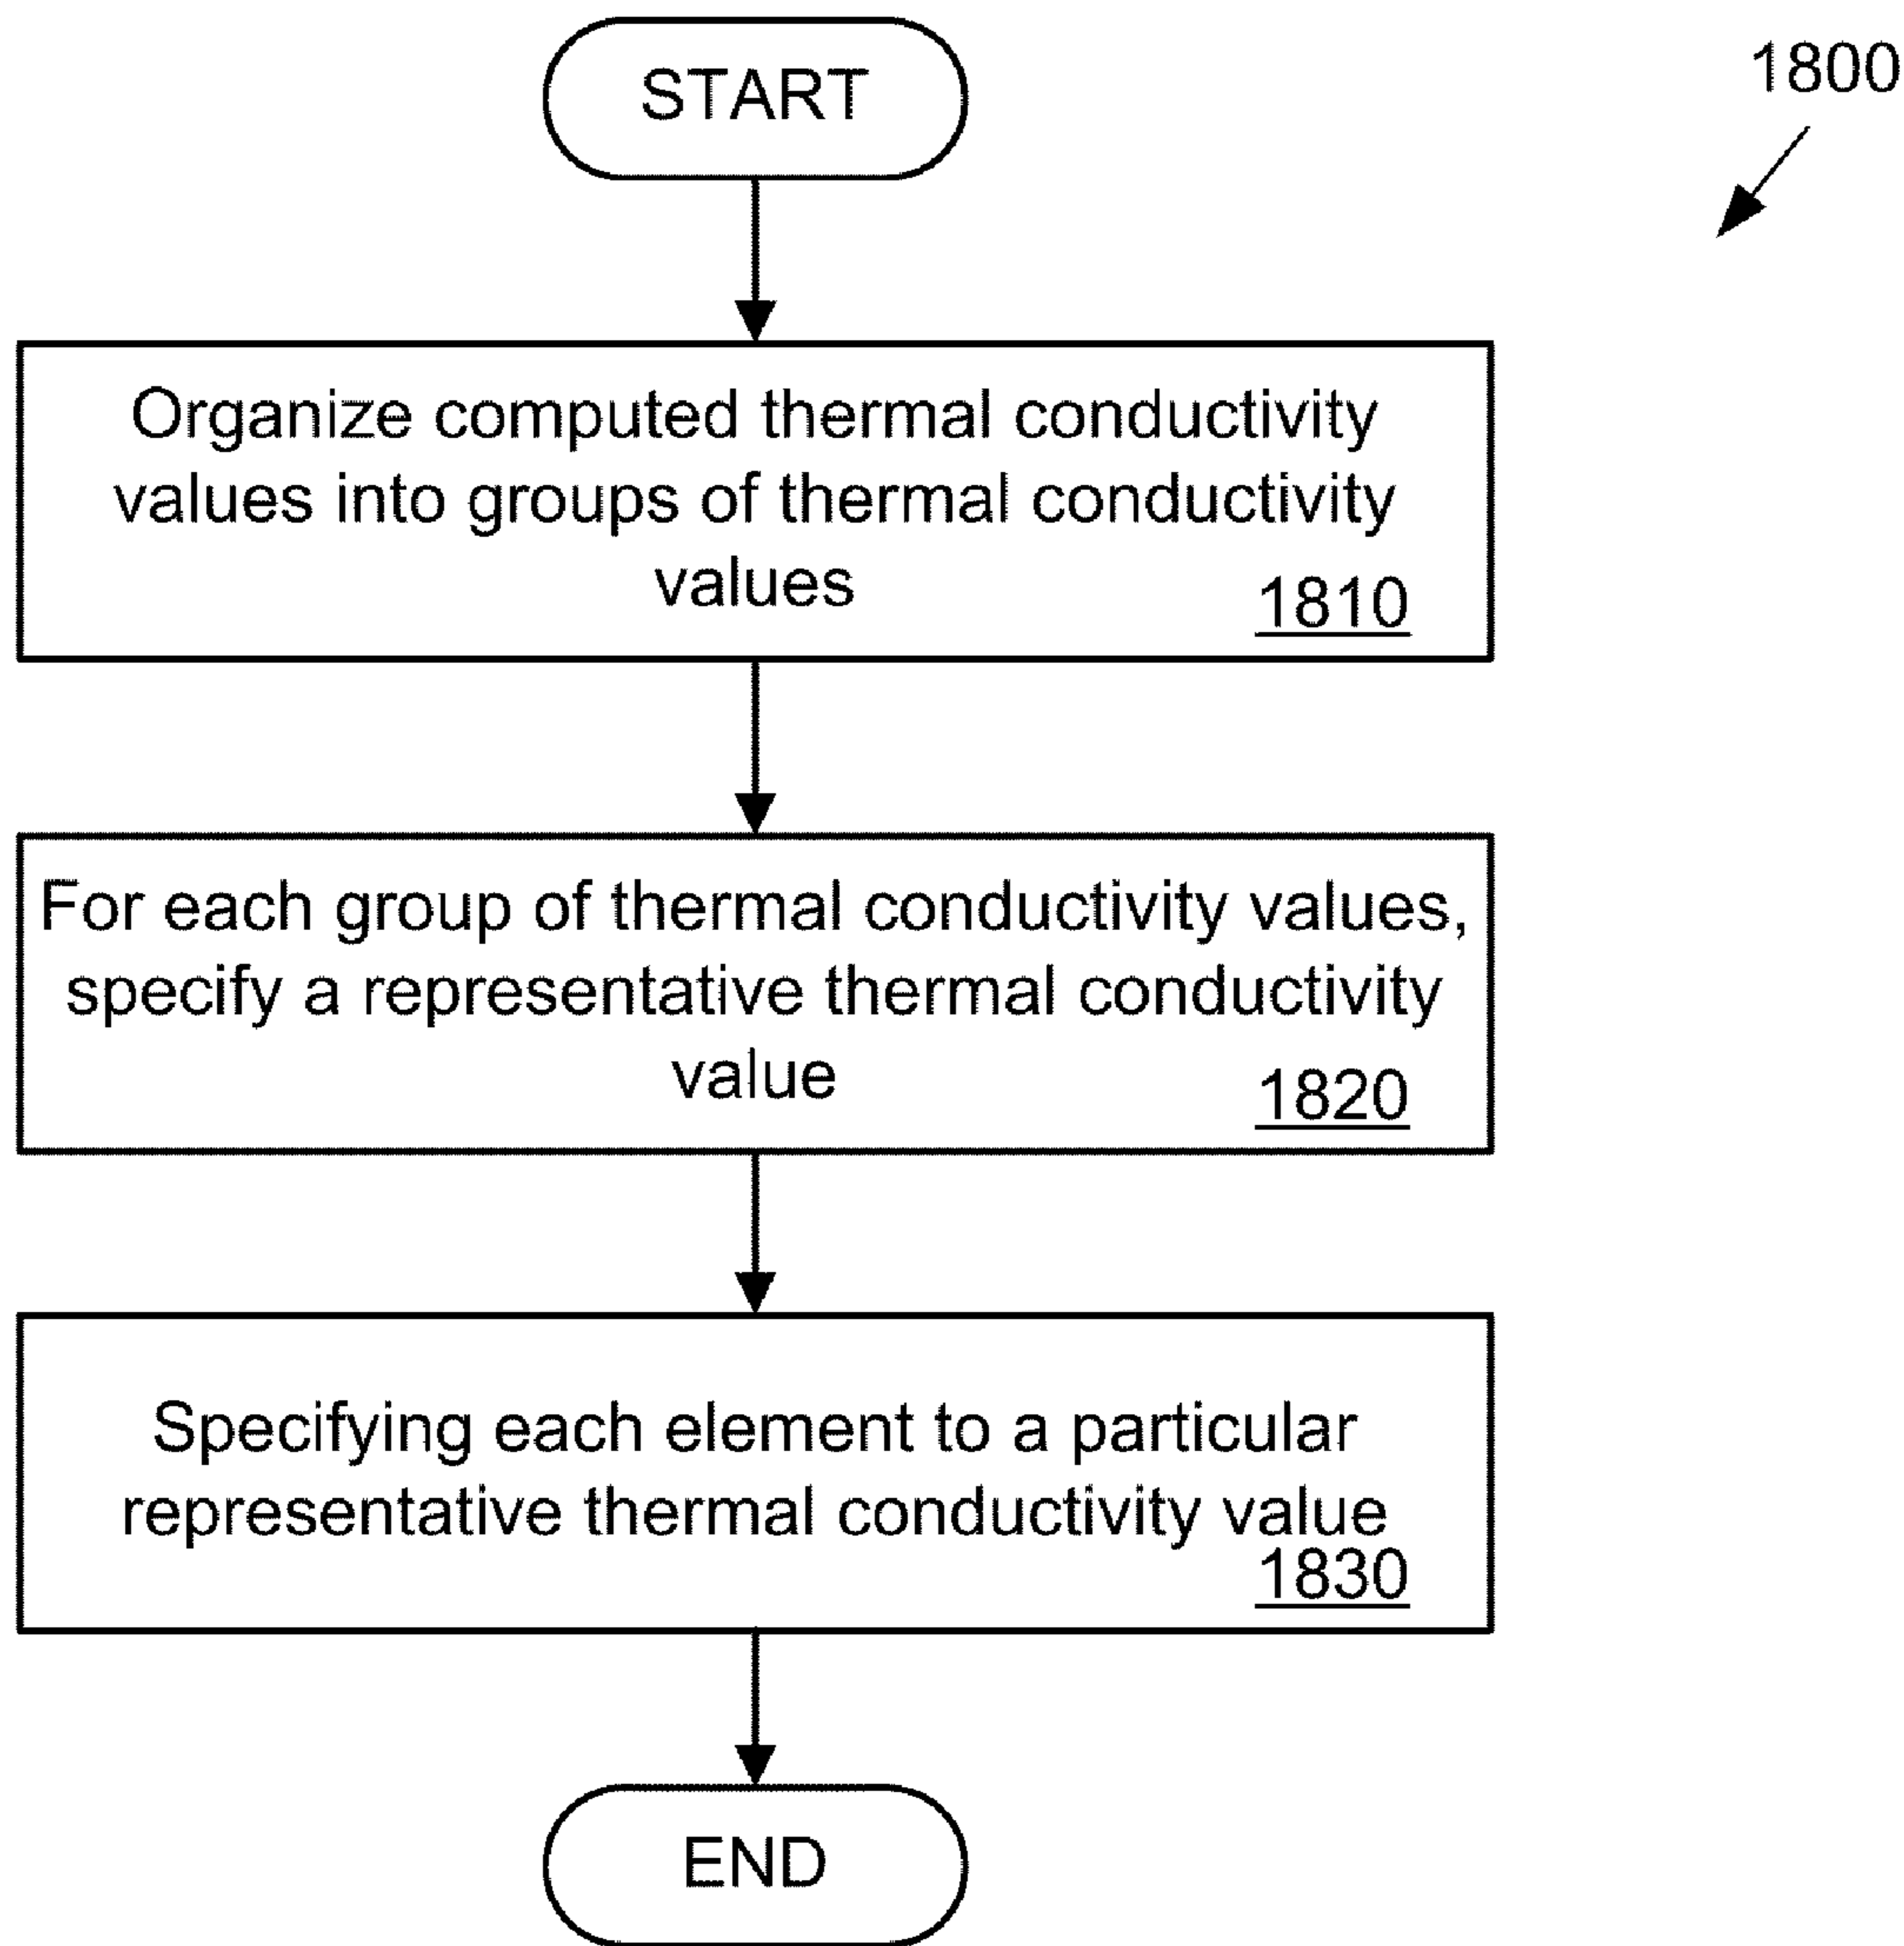 START
1800
Organize computed thermal conductivity
values into groups of thermal conductivity
values
1810
For each group of thermal conductivity values,
specify a representative thermal conductivity
value
1820
Specifying each element to a particular
representative thermal conductivity value
1830
END